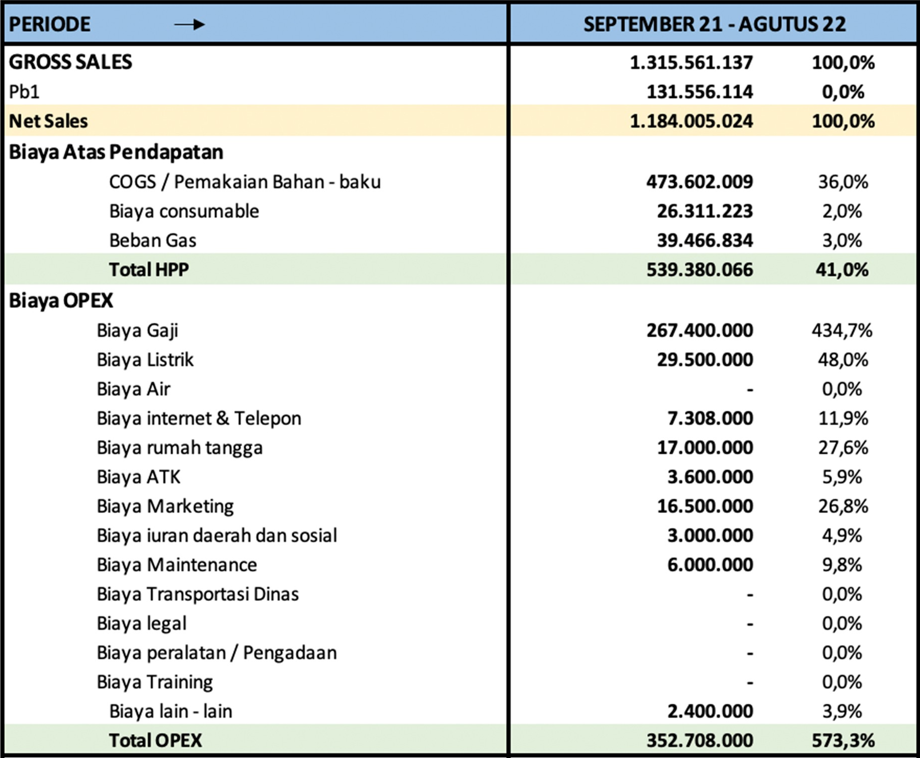 PERIODE → SEPTEMBER 21 - AGUTUS 22
GROSS SALES 1.315.561.137 100,0%
Pb1 131.556.114 0,0%
Net Sales 1.184.005.024 100,0%
Biaya Atas Pendapatan
COGS / Pemakaian Bahan - baku 473.602.009 36,0%
Biaya consumable 26.311.223 2,0%
Beban Gas 39.466.834 3,0%
Total HPP 539.380.066 41,0%
Biaya OPEX
Biaya Gaji 267.400.000 434,7%
Biaya Listrik 29.500.000 48,0%
Biaya Air - 0,0%
Biaya internet & Telepon 7.308.000 11,9%
Biaya rumah tangga 17.000.000 27,6%
Biaya ATK 3.600.000 5,9%
Biaya Marketing 16.500.000 26,8%
Biaya iuran daerah dan sosial 3.000.000 4,9%
Biaya Maintenance 6.000.000 9,8%
Biaya Transportasi Dinas - 0,0%
Biaya legal - 0,0%
Biaya peralatan / Pengadaan - 0,0%
Biaya Training - 0,0%
Biaya lain - lain 2.400.000 3,9%
Total OPEX 352.708.000 573,3%